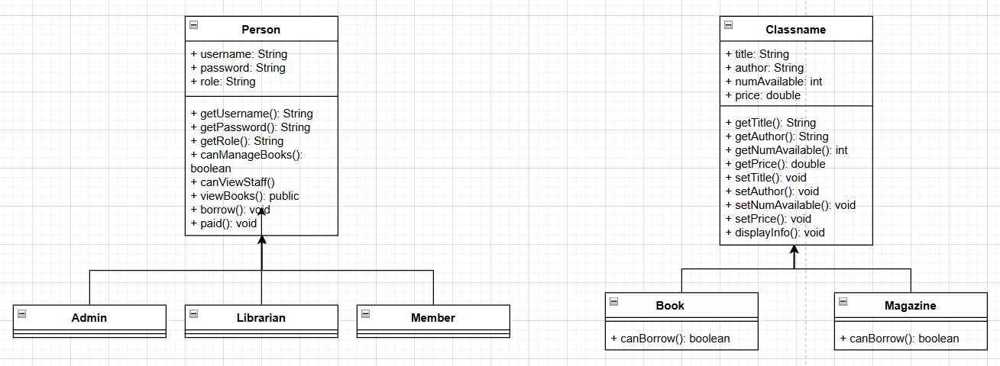 Person
+ username: String
+ password: String
+ role: String
+ getUsername(): String
+ getPassword(): String
+ getRole(): String
+ canManageBooks():
boolean
+ canViewStaff()
+ viewBooks(): public
+ borrow(): void
+ paid(): void
Admin
Librarian
Member
Classname
+ title: String
+ author: String
+ numAvailable: int
+ price: double
+ getTitle(): String
+ getAuthor(): String
+ getNumAvailable(): int
+ getPrice(): double
+ setTitle(): void
+ setAuthor(): void
+ setNumAvailable(): void
+ setPrice(): void
+ displayInfo(): void
Book
+ canBorrow(): boolean
Magazine
+ canBorrow(): boolean